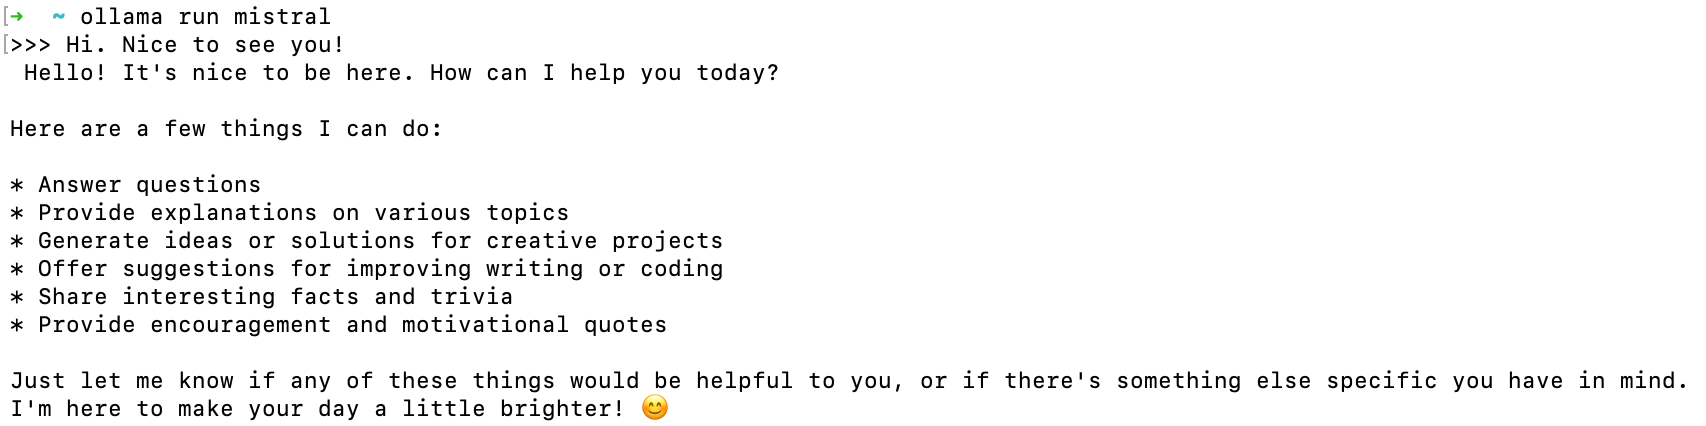 ➜  ~ ollama run mistral
>>> Hi. Nice to see you!
Hello! It's nice to be here. How can I help you today?
Here are a few things I can do:
* Answer questions
* Provide explanations on various topics
* Generate ideas or solutions for creative projects
* Offer suggestions for improving writing or coding
* Share interesting facts and trivia
* Provide encouragement and motivational quotes
Just let me know if any of these things would be helpful to you, or if there's something else specific you have in mind.
I'm here to make your day a little brighter! 😊